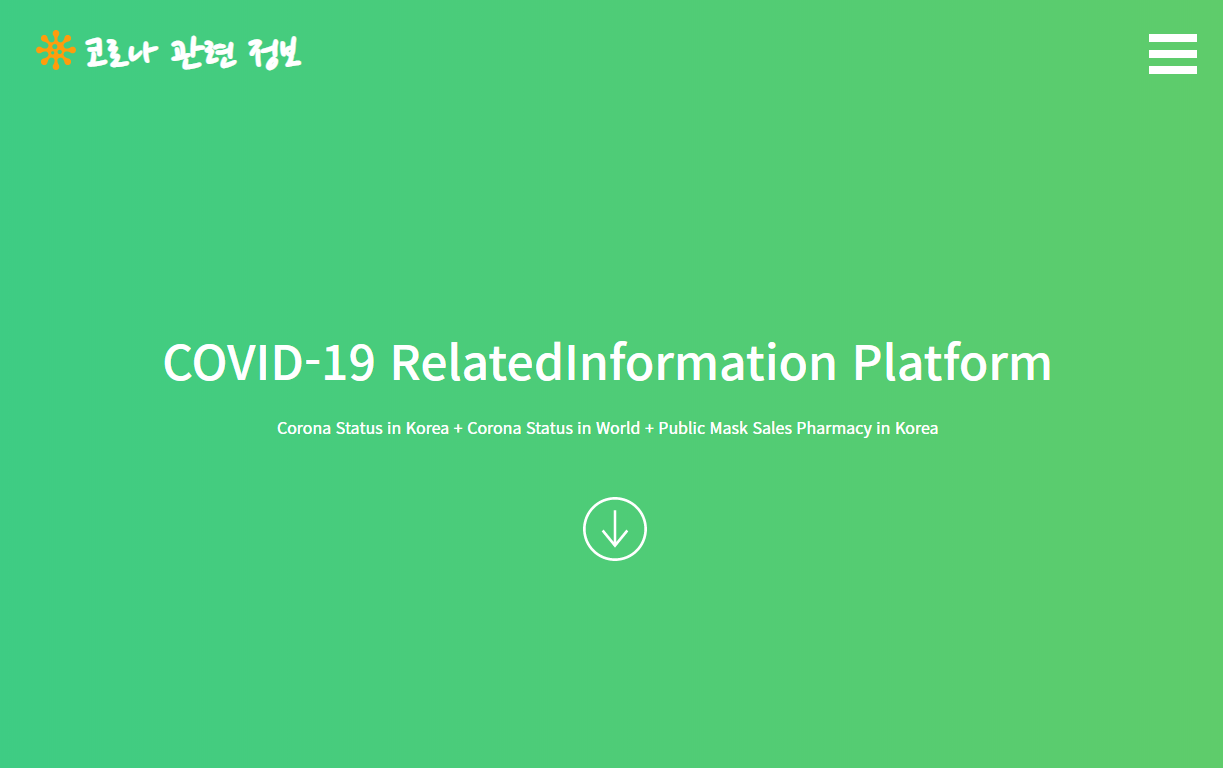 코로나 관련 정보
COVID-19 RelatedInformation Platform
Corona Status in Korea + Corona Status in World + Public Mask Sales Pharmacy in Korea